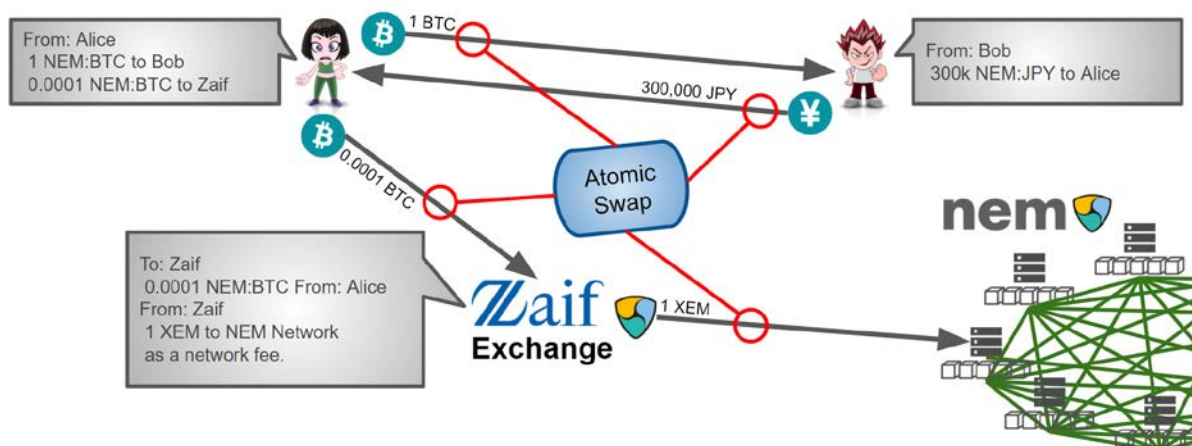 From: Alice
1 NEM:BTC to Bob
0.0001 NEM:BTC to Zaif
1 BTC
From: Bob
300k NEM:JPY to Alice
300,000 JPY
0.0001 BTC
Atomic
Swap
nem
To: Zaif
0.0001 NEM:BTC From: Alice
From: Zaif
1 XEM to NEM Network
as a network fee.
Zaif
Exchange
1 XEM